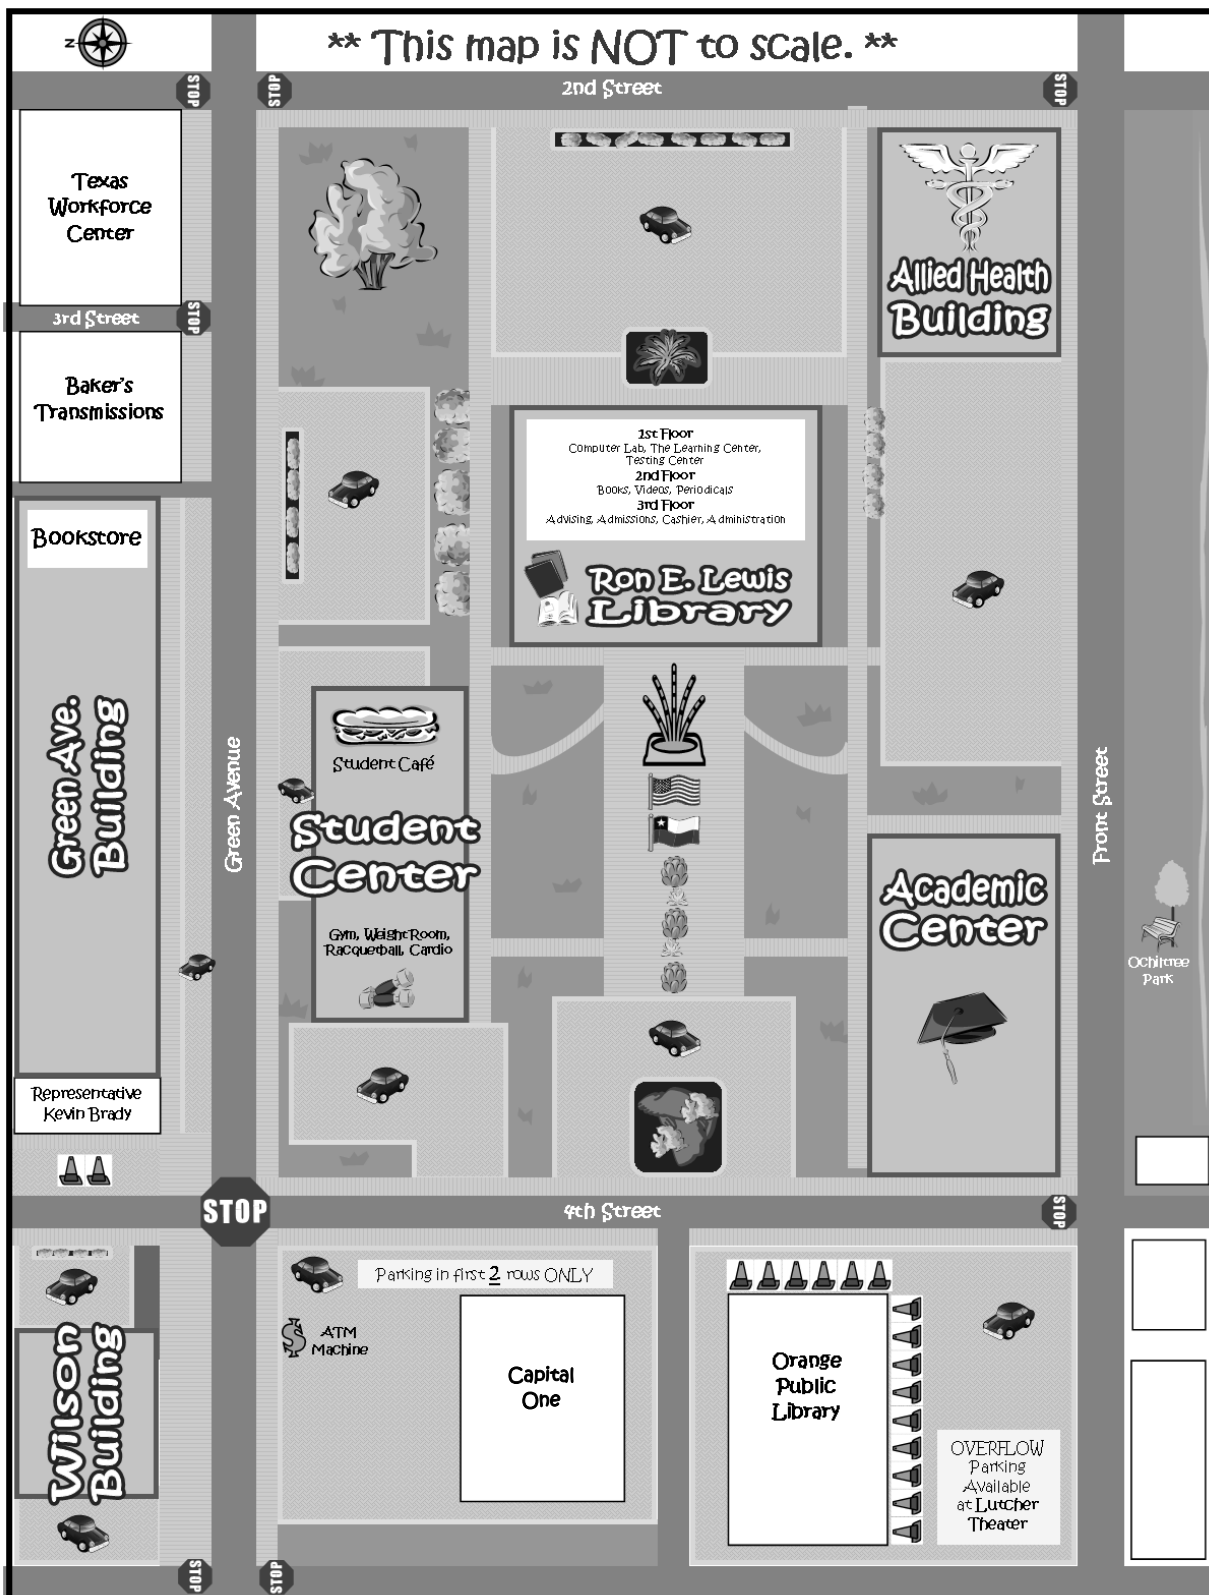 N
** This map is NOT to scale. **
STOP
STOP
2nd Street
STOP
Texas
Workforce
Center
Allied Health
Building
3rd Street
STOP
Baker's
Transmissions
1st Floor
Computer Lab, The Learning Center,
Testing Center
2nd Floor
Books, Videos, Periodicals
3rd Floor
Advising, Admissions, Cashier, Administration
Ron E. Lewis
Library
Bookstore
Green Ave.
Building
Green Avenue
Student Café
Student
Center
Gym, Weight Room,
Racquetball, Cardio
Academic
Center
Front Street
Ochiltree
Park
Representative
Kevin Brady
STOP
4th Street
STOP
Parking in first 2 rows ONLY
ATM
Machine
Capital
One
Orange
Public
Library
OVERFLOW
Parking
Available
at Lutcher
Theater
Wilson
Building
STOP
STOP